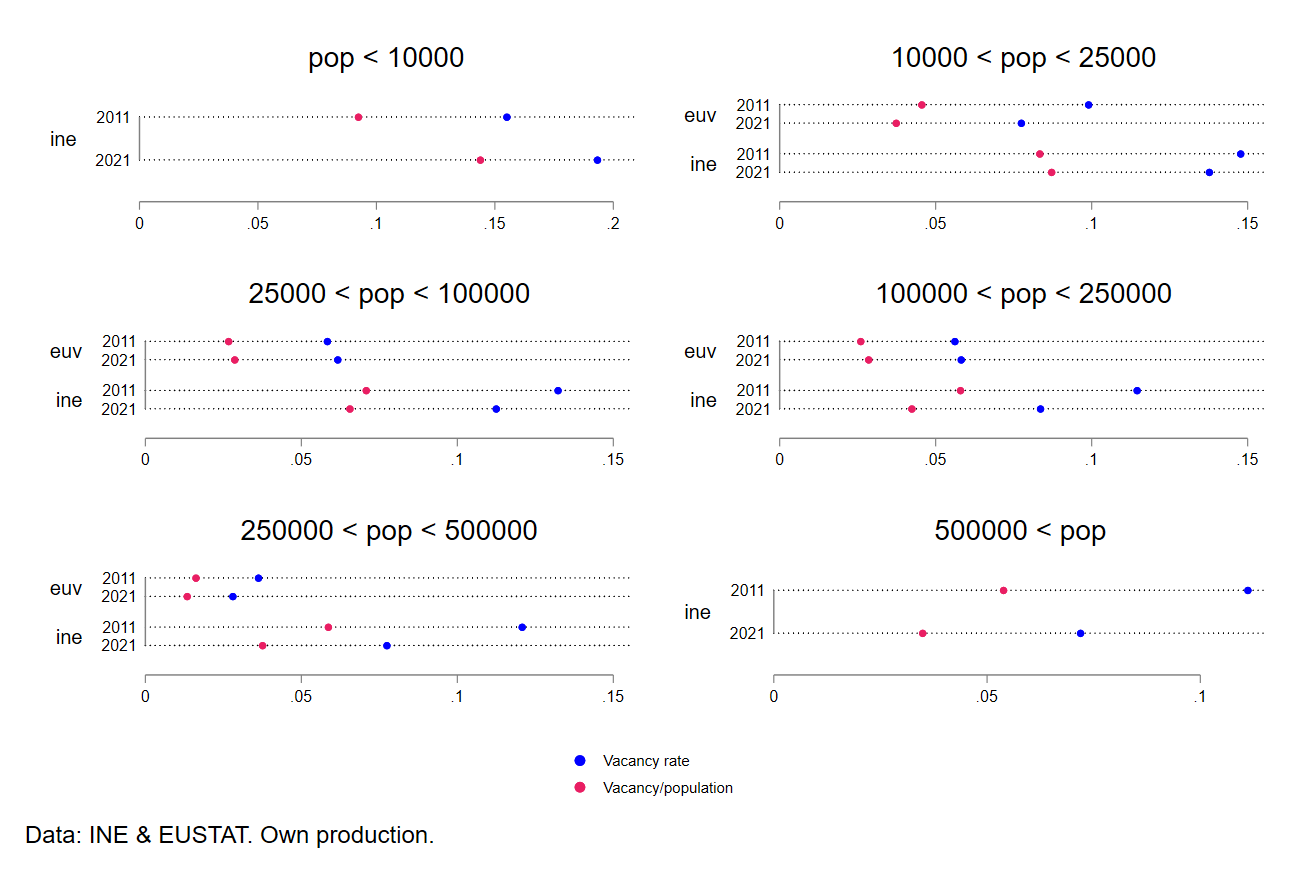 pop < 10000
ine
2011
2021
0 .05 .1 .15 .2
10000 < pop < 25000
euv
2011
2021
ine
2011
2021
0 .05 .1 .15
25000 < pop < 100000
euv
2011
2021
ine
2011
2021
0 .05 .1 .15
100000 < pop < 250000
euv
2011
2021
ine
2011
2021
0 .05 .1 .15
250000 < pop < 500000
euv
2011
2021
ine
2011
2021
0 .05 .1 .15
500000 < pop
ine
2011
2021
0 .05 .1
Vacancy rate
Vacancy/population
Data: INE & EUSTAT. Own production.